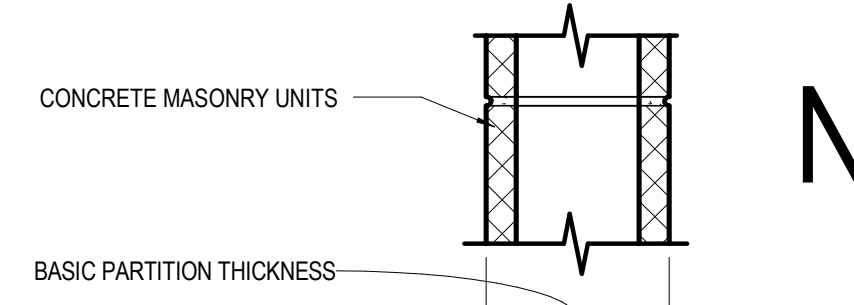 CONCRETE MASONRY UNITS
N
BASIC PARTITION THICKNESS